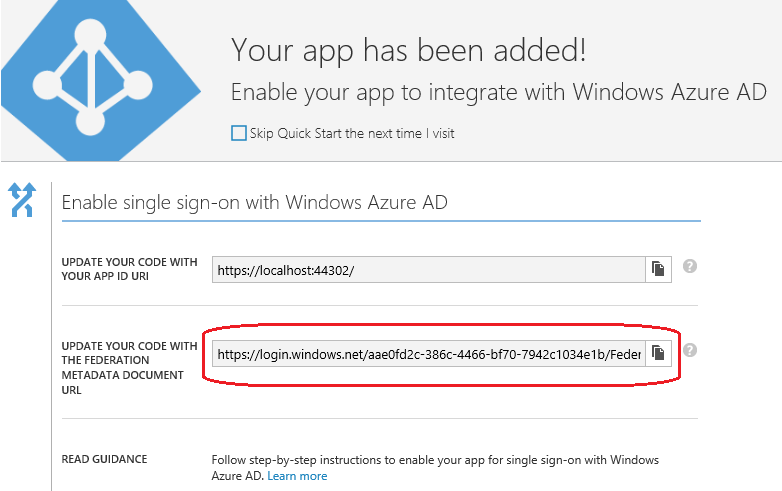 Your app has been added!
Enable your app to integrate with Windows Azure AD
Skip Quick Start the next time I visit
Enable single sign-on with Windows Azure AD
UPDATE YOUR CODE WITH
YOUR APP ID URI
https://localhost:44302/
?
UPDATE YOUR CODE WITH
THE FEDERATION
METADATA DOCUMENT
URL
https://login.windows.net/aae0fd2c-386c-4466-bf70-7942c1034e1b/Feder
?
READ GUIDANCE
Follow step-by-step instructions to enable your app for single sign-on with Windows
Azure AD. Learn more